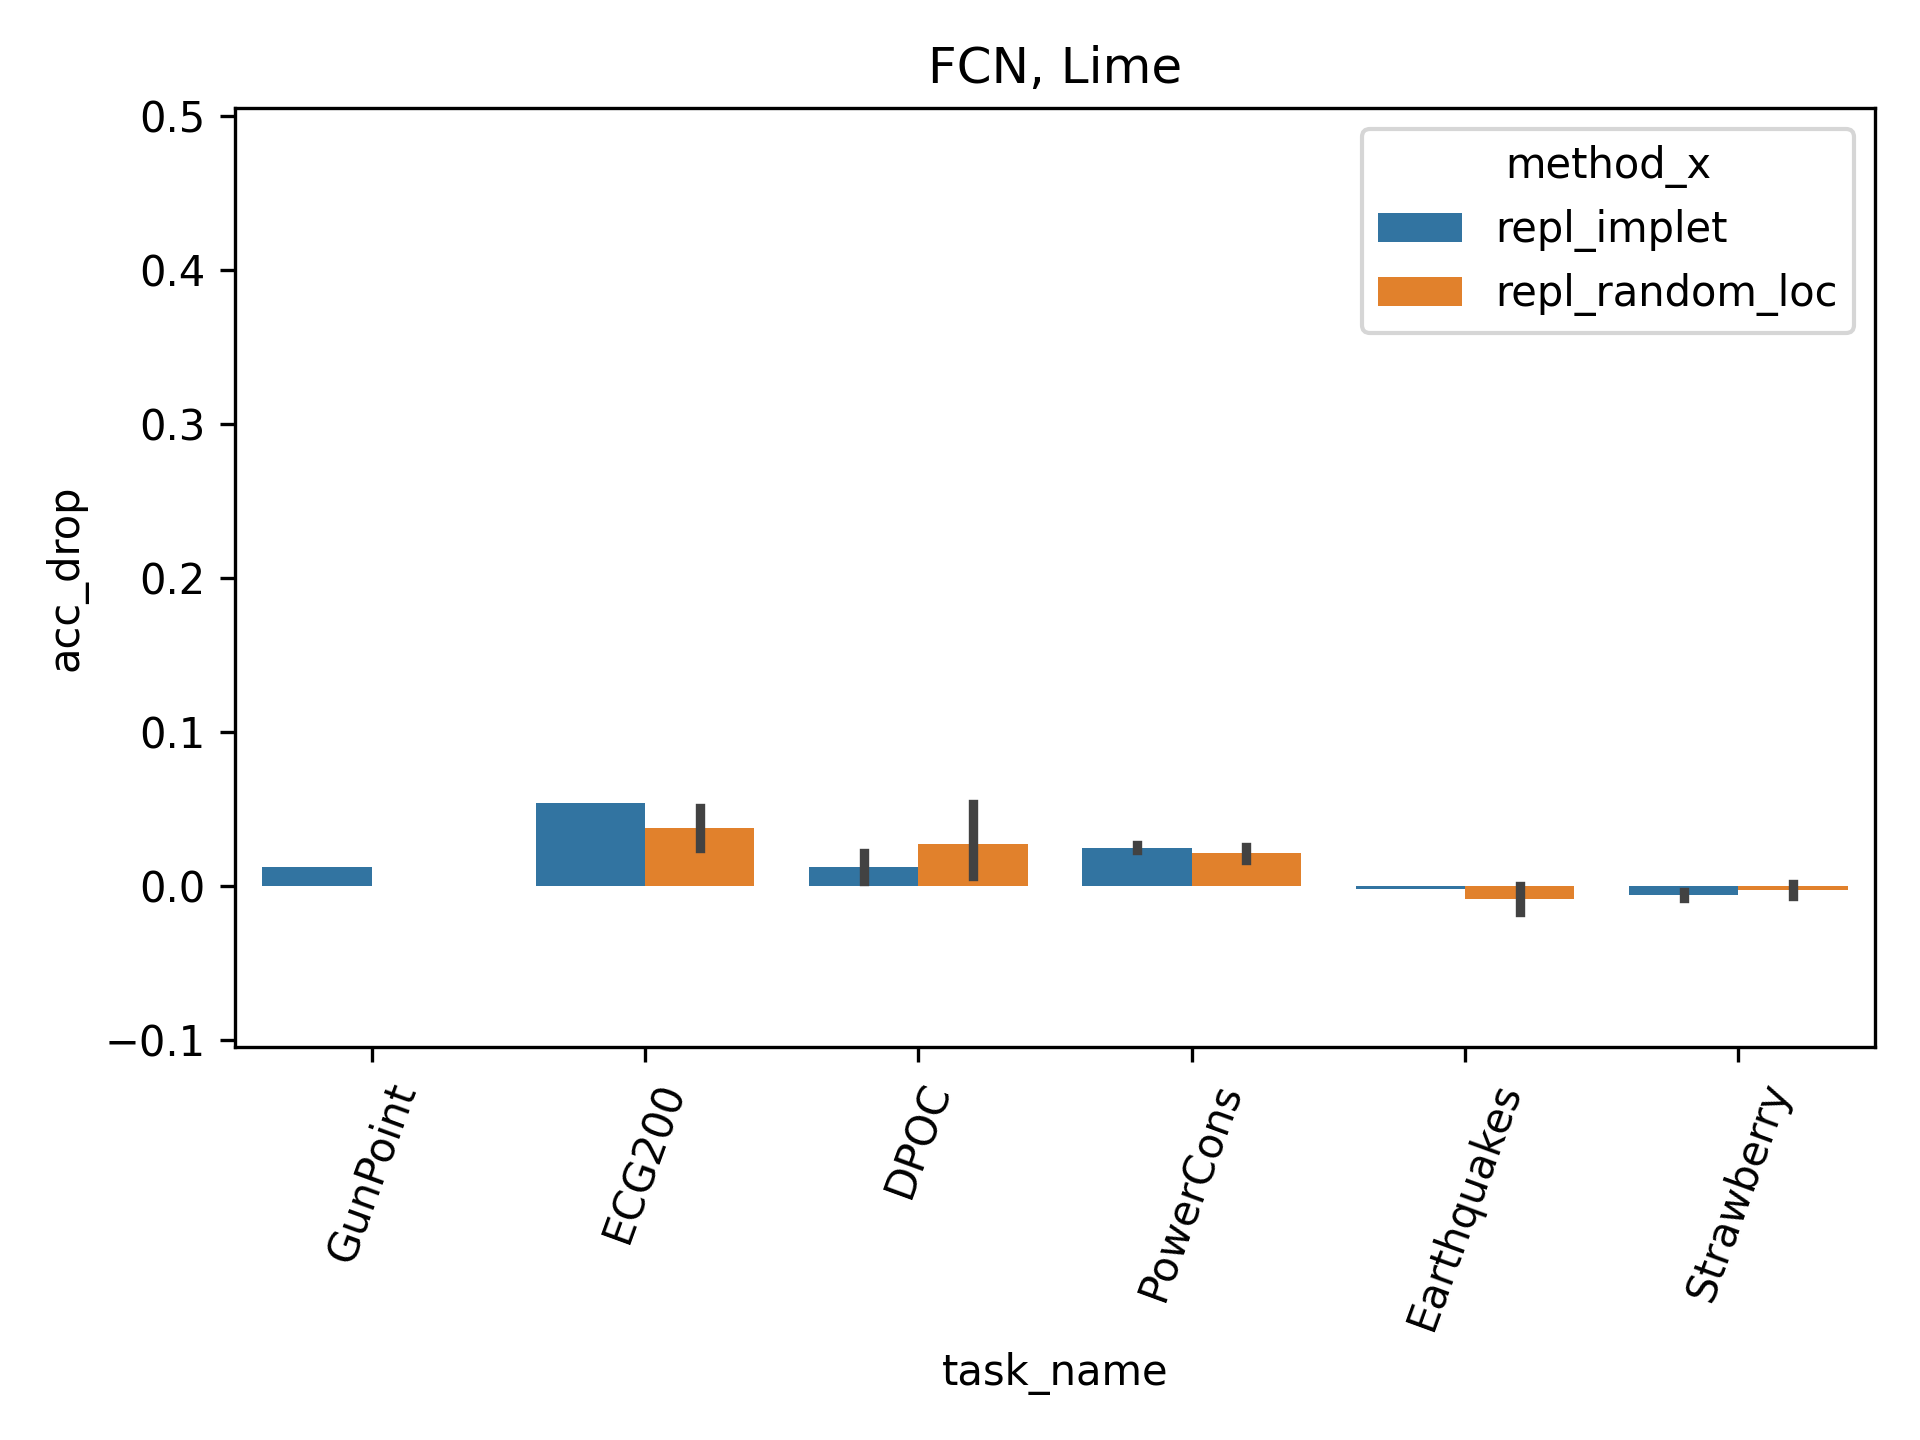 FCN, Lime
0.5
0.4
0.3
0.2
0.1
0.0
−0.1
acc_drop
method_x
repl_implet
repl_random_loc
GunPoint
ECG200
DPOC
PowerCons
Earthquakes
Strawberry
task_name